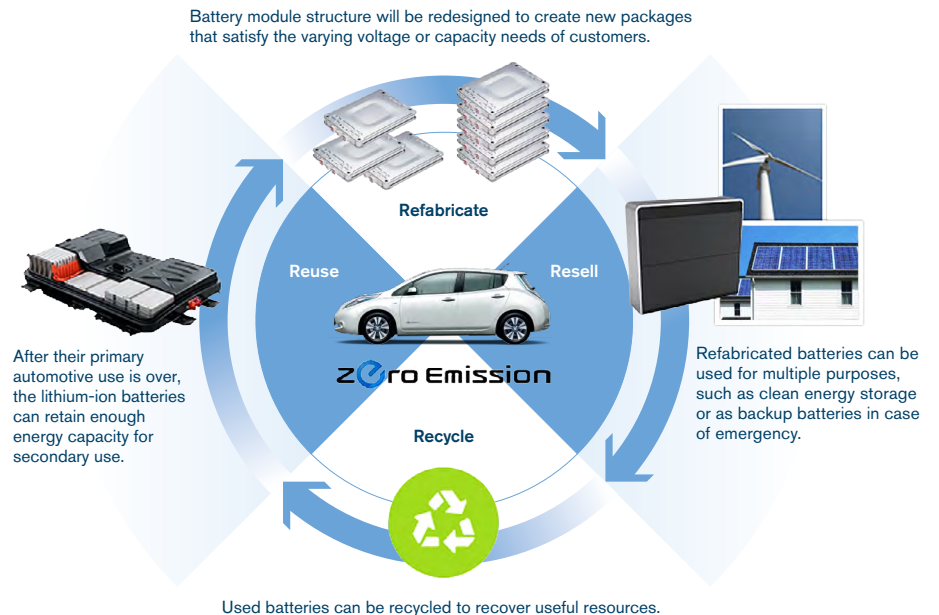 Battery module structure will be redesigned to create new packages
that satisfy the varying voltage or capacity needs of customers.
Refabricate
Reuse
Resell
zero Emission
After their primary
automotive use is over,
the lithium-ion batteries
can retain enough
energy capacity for
secondary use.
Refabricated batteries can be
used for multiple purposes,
such as clean energy storage
or as backup batteries in case
of emergency.
Recycle
Used batteries can be recycled to recover useful resources.